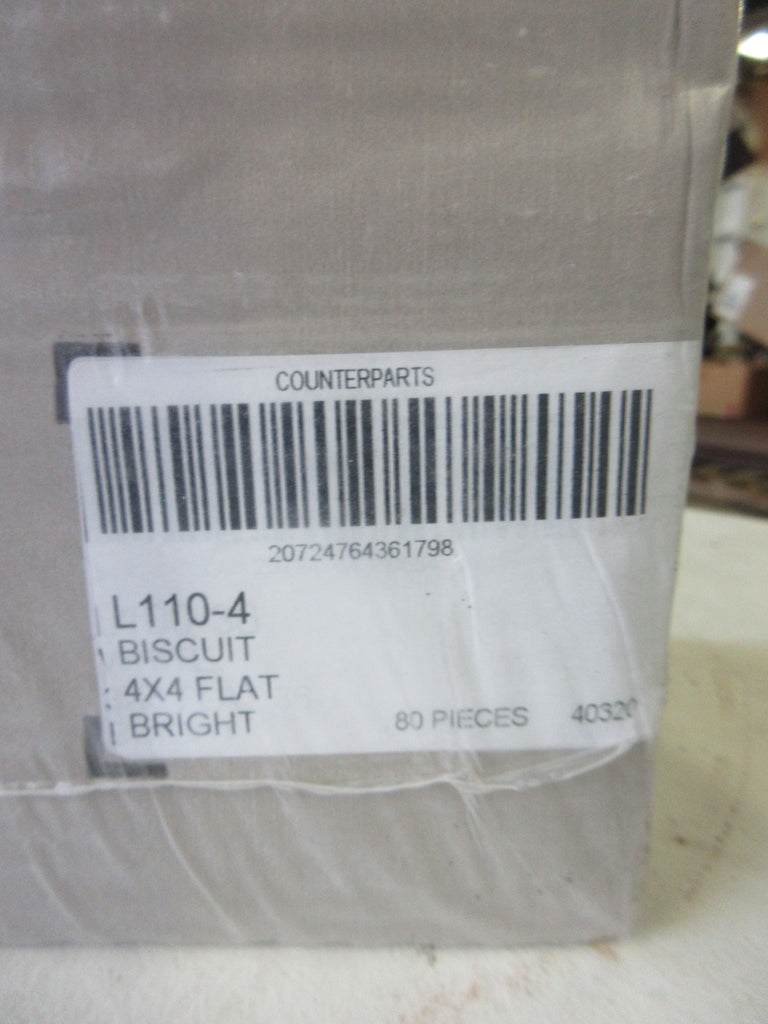 COUNTERPARTS
20724764361798
L110-4
BISCUIT
4X4 FLAT
BRIGHT 80 PIECES 40320